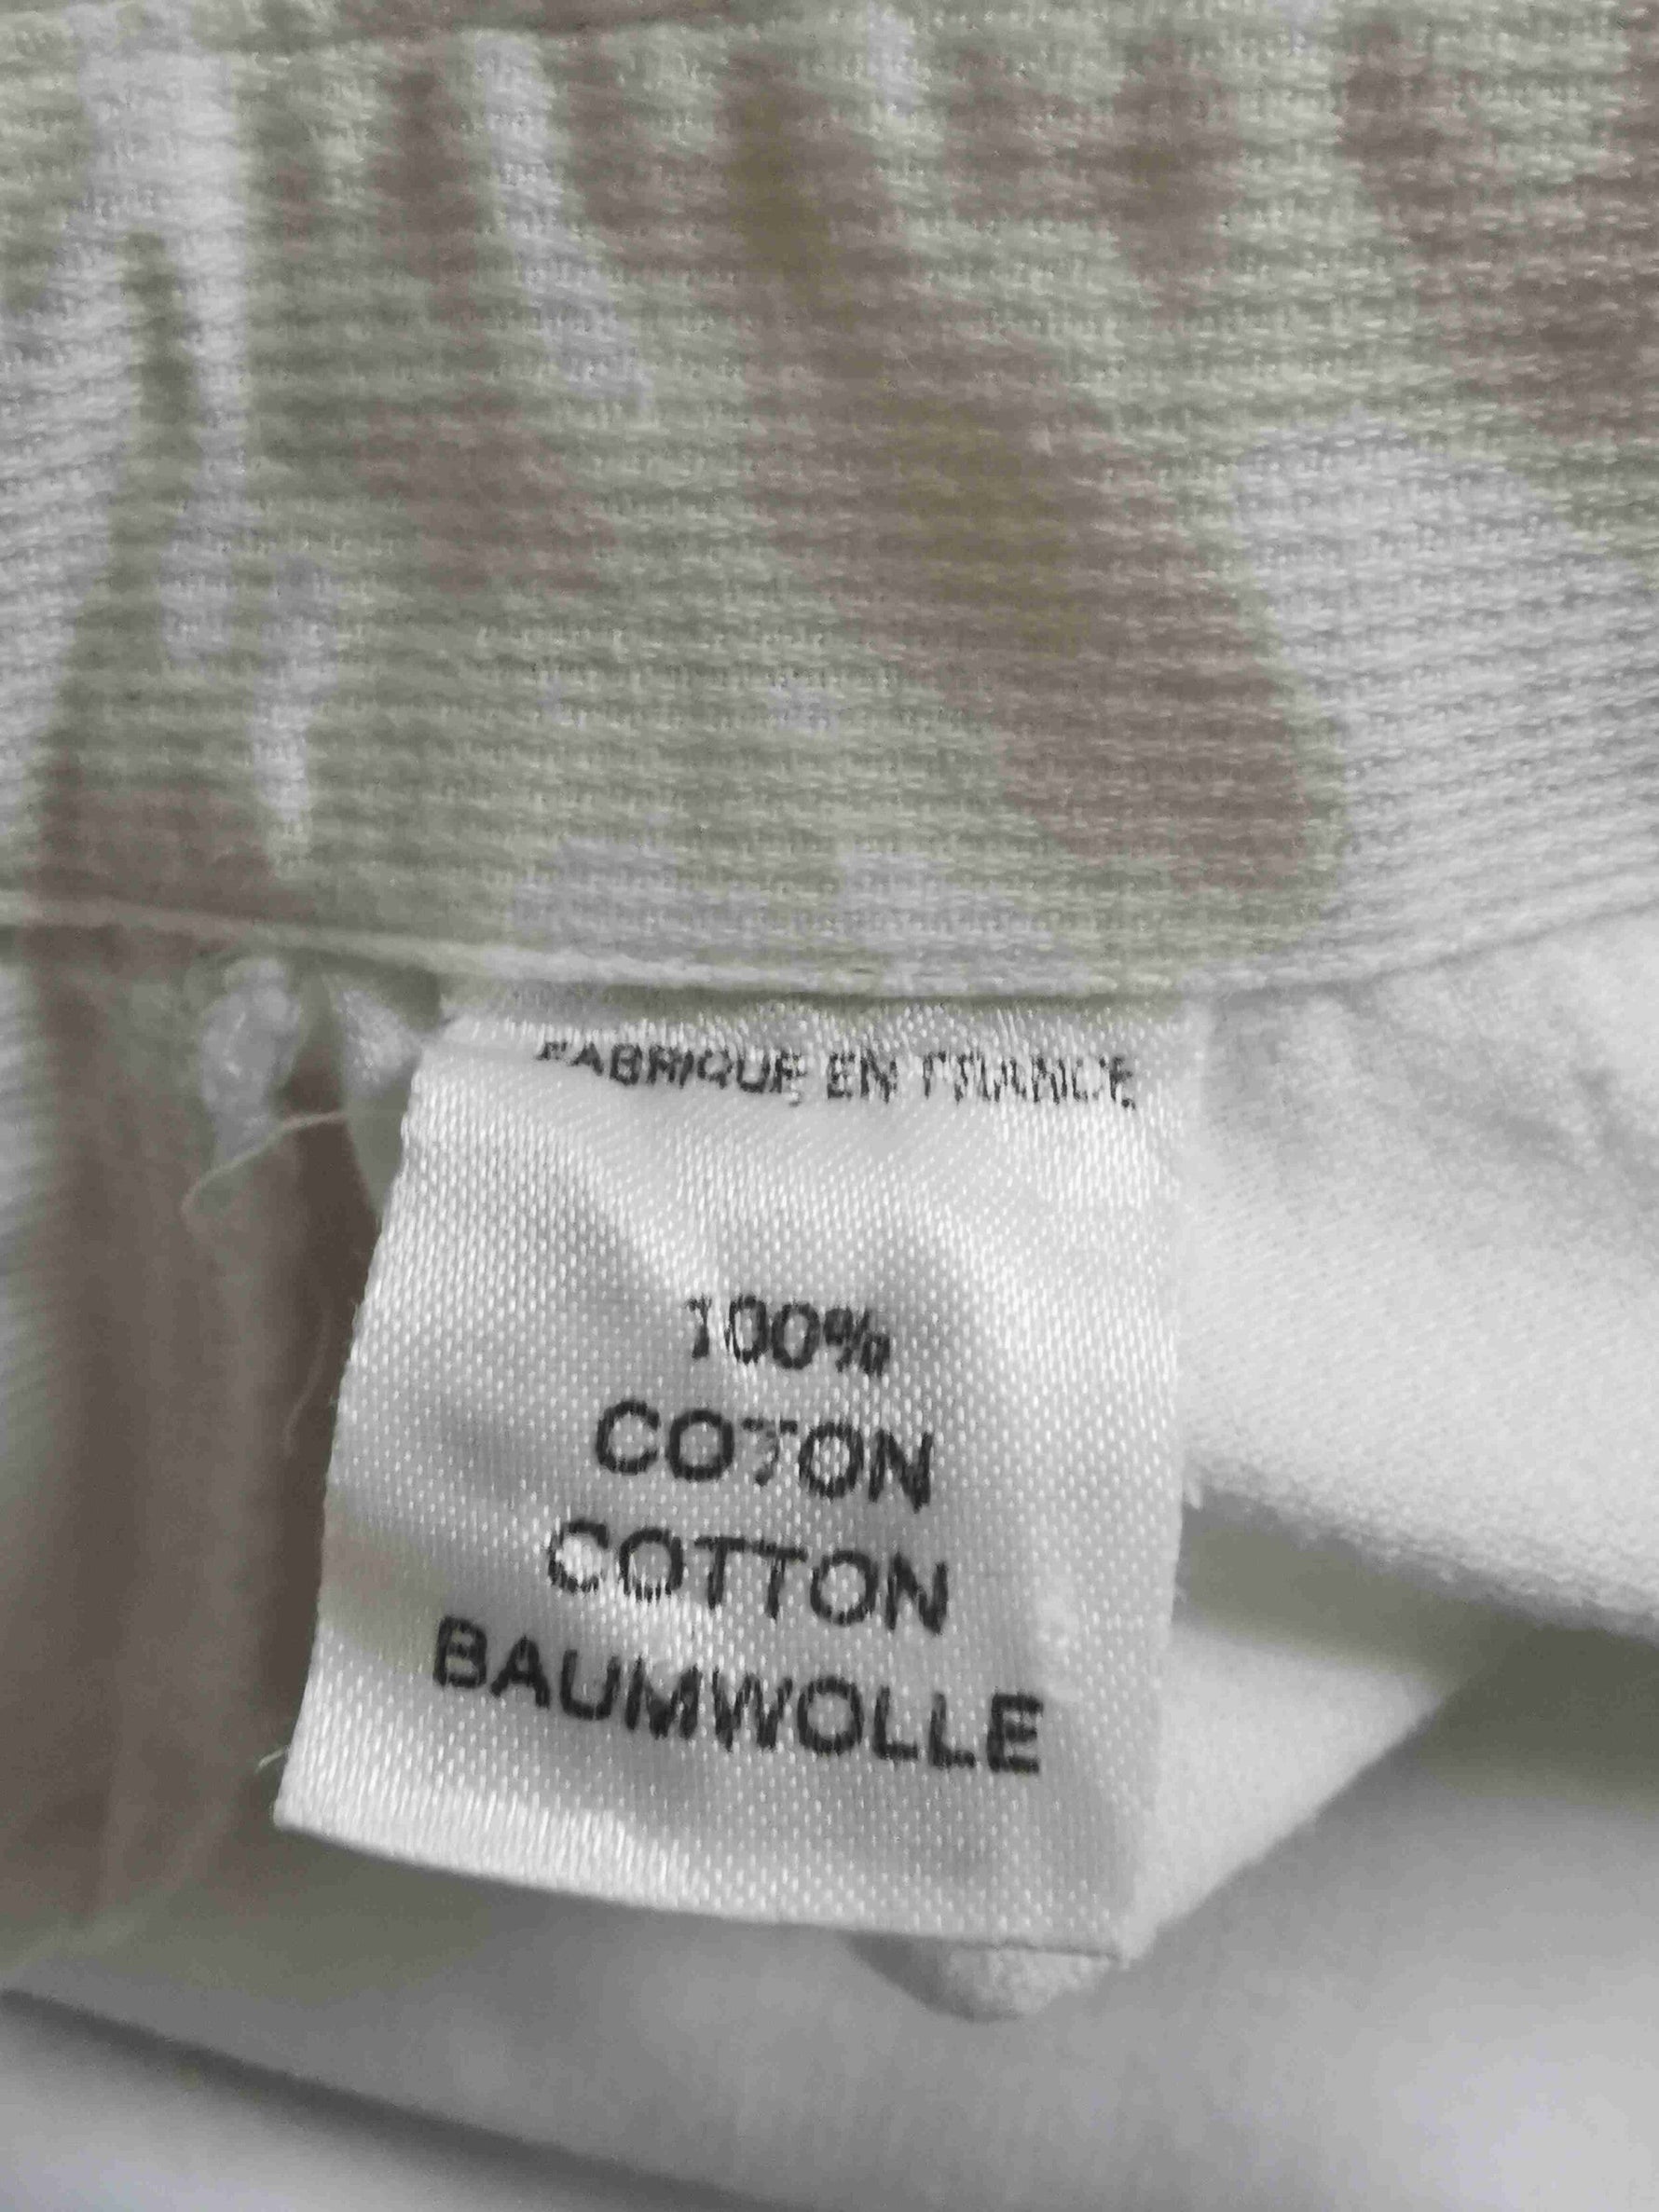 FABRIQUE EN FRANCE
100%
COTON
COTTON
BAUMWOLLE